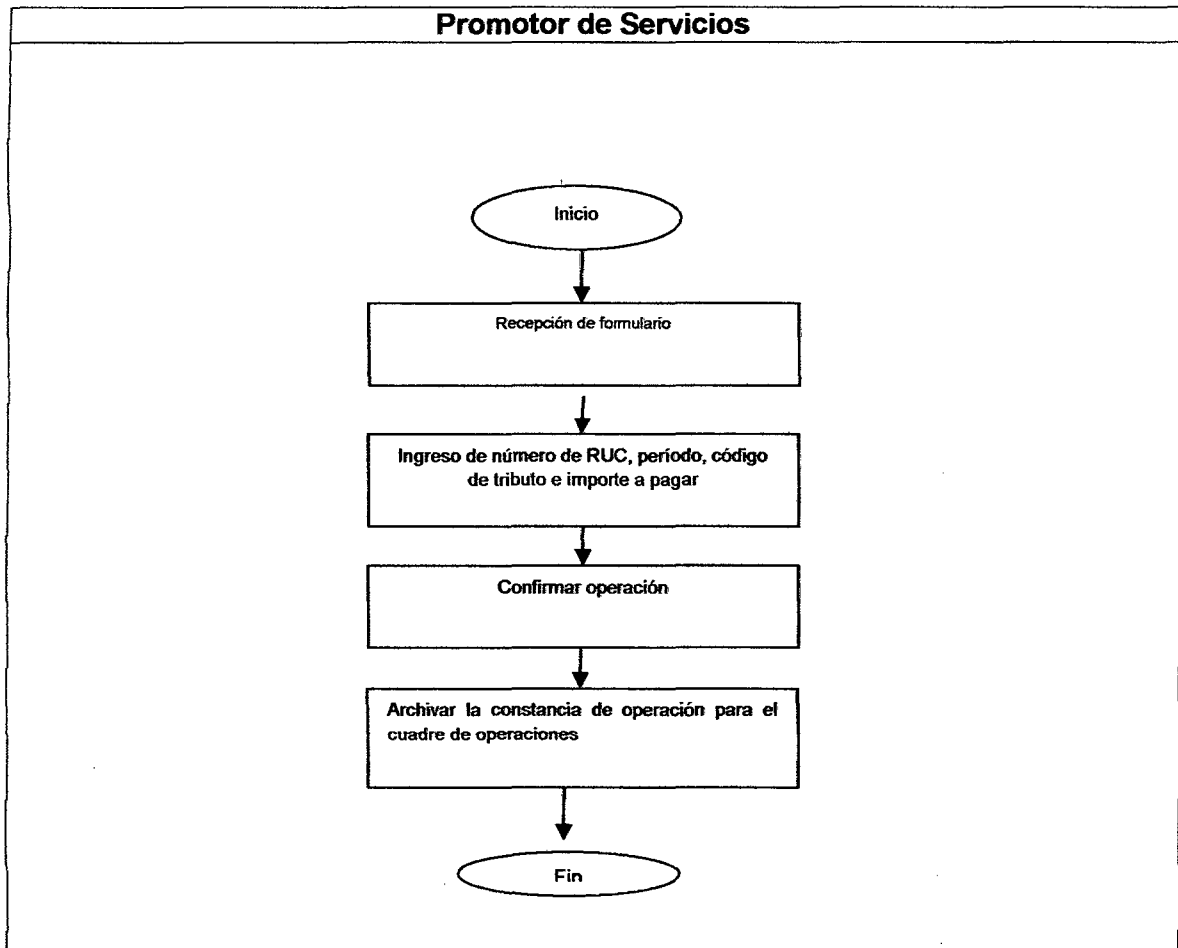 Promotor de Servicios
Inicio
Recepción de formulario
Ingreso de número de RUC, período, código
de tributo e importe a pagar
Confirmar operación
Archivar la constancia de operación para el
cuadre de operaciones
Fin